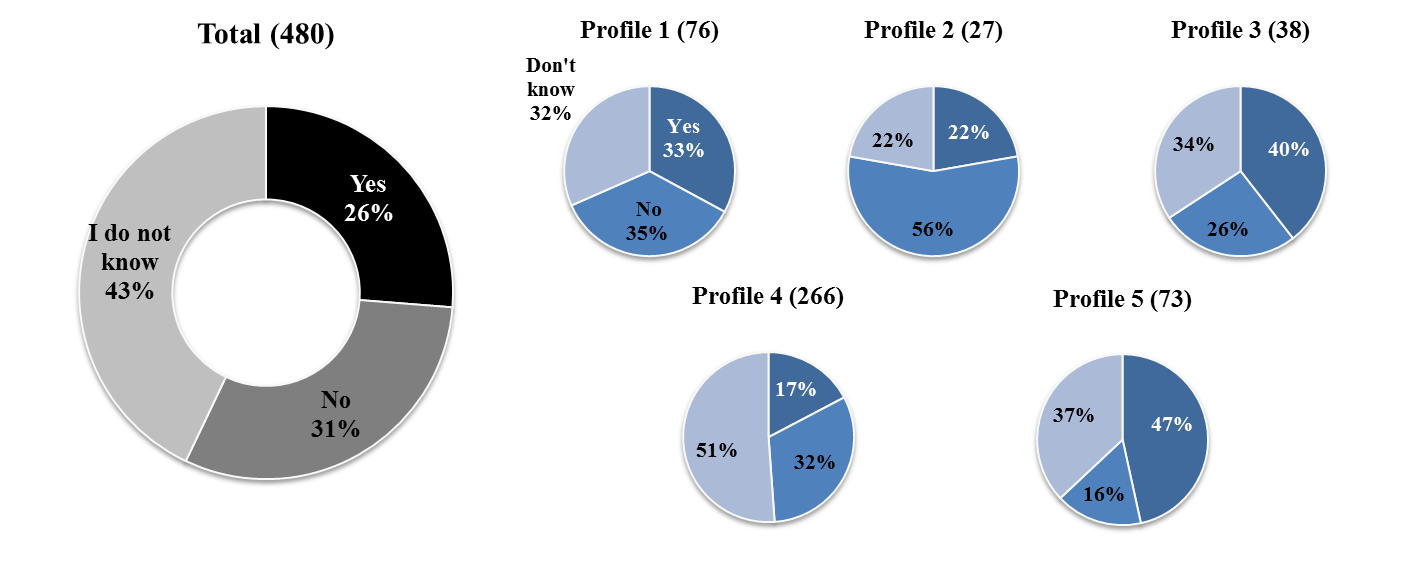 Total (480)
Yes
26%
I do not
know
43%
No
31%
Profile 1 (76)
Don't
know
32%
Yes
33%
No
35%
Profile 2 (27)
22%
22%
56%
Profile 3 (38)
34%
40%
26%
Profile 4 (266)
17%
51%
32%
Profile 5 (73)
37%
47%
16%